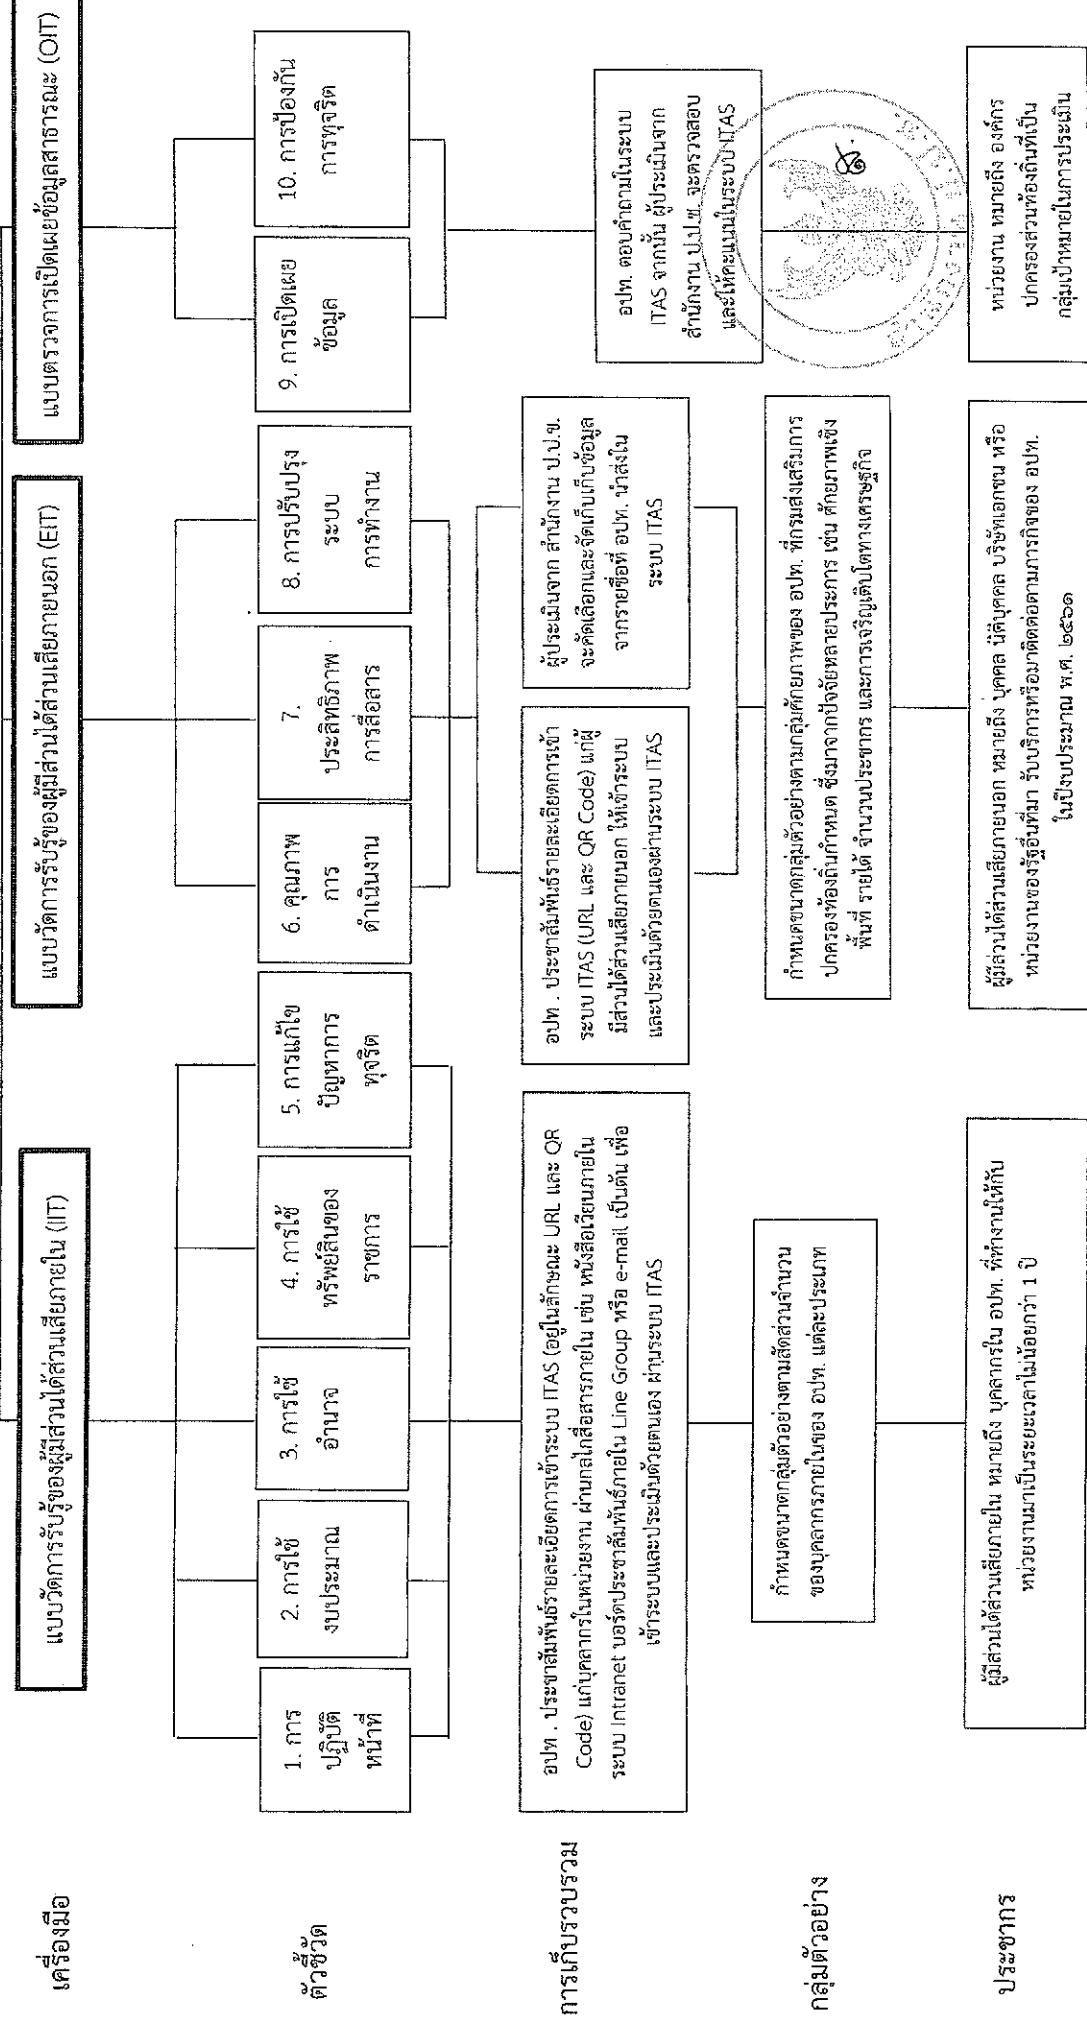 เครื่องมือ
แบบวัดการรับรู้ของผู้มีส่วนได้ส่วนเสียภายใน (IIT)
แบบวัดการรับรู้ของผู้มีส่วนได้ส่วนเสียภายนอก (EIT)
แบบตรวจการเปิดเผยข้อมูลสาธารณะ (OIT)
ตัวชี้วัด
1. การ
ปฏิบัติ
หน้าที่
2. การใช้
งบประมาณ
3. การใช้
อำนาจ
4. การใช้
ทรัพย์สินของ
ราชการ
5. การแก้ไข
ปัญหาการ
ทุจริต
6. คุณภาพ
การ
ดำเนินงาน
7.
ประสิทธิภาพ
การสื่อสาร
8. การปรับปรุง
ระบบ
การทำงาน
9. การเปิดเผย
ข้อมูล
10. การป้องกัน
การทุจริต
การเก็บรวบรวม
อปท . ประชาสัมพันธ์รายละเอียดการเข้าระบบ ITAS (อยู่ในลักษณะ URL และ QR
Code) แก่บุคลากรในหน่วยงาน ผ่านกลไกสื่อสารภายใน เช่น หนังสือเวียนภายใน
ระบบ Intranet บอร์ดประชาสัมพันธ์ภายใน Line Group หรือ e-mail เป็นต้น เพื่อ
เข้าระบบและประเมินด้วยตนเอง ผ่านระบบ ITAS
อปท . ประชาสัมพันธ์รายละเอียดการเข้า
ระบบ ITAS (URL และ QR Code) แก่ผู้
มีส่วนได้ส่วนเสียภายนอก ให้เข้าระบบ
และประเมินด้วยตนเองผ่านระบบ ITAS
ผู้ประเมินจาก สำนักงาน ป.ป.ช.
จะคัดเลือกและจัดเก็บเก็บข้อมูล
จากรายชื่อที่ อปท. นำส่งใน
ระบบ ITAS
อปท. ตอบคำถามในระบบ
ITAS จากนั้น ผู้ประเมินจาก
สำนักงาน ป.ป.ช. จะตรวจสอบ
และให้คะแนนในระบบ ITAS
กลุ่มตัวอย่าง
กำหนดขนาดกลุ่มตัวอย่างตามสัดส่วนจำนวน
ของบุคลากรภายในของ อปท. แต่ละประเภท
กำหนดขนาดกลุ่มตัวอย่างตามกลุ่มศักยภาพของ อปท. ที่กรมส่งเสริมการ
ปกครองท้องถิ่นกำหนด ซึ่งมาจากปัจจัยหลายประการ เช่น ศักยภาพเชิง
พื้นที่ รายได้ จำนวนประชากร และการเจริญเติบโตทางเศรษฐกิจ
ประชากร
ผู้มีส่วนได้ส่วนเสียภายใน หมายถึง บุคลากรใน อปท. ที่ทำงานให้กับ
หน่วยงานมาเป็นระยะเวลาไม่น้อยกว่า 1 ปี
ผู้มีส่วนได้ส่วนเสียภายนอก หมายถึง บุคคล นิติบุคคล บริษัทเอกชน หรือ
หน่วยงานของรัฐอื่นที่มา รับบริการหรือมาติดต่อตามภารกิจของ อปท.
ในปีงบประมาณ พ.ศ. ๒๕๖๑
หน่วยงาน หมายถึง องค์กร
ปกครองส่วนท้องถิ่นที่เป็น
กลุ่มเป้าหมายในการประเมิน